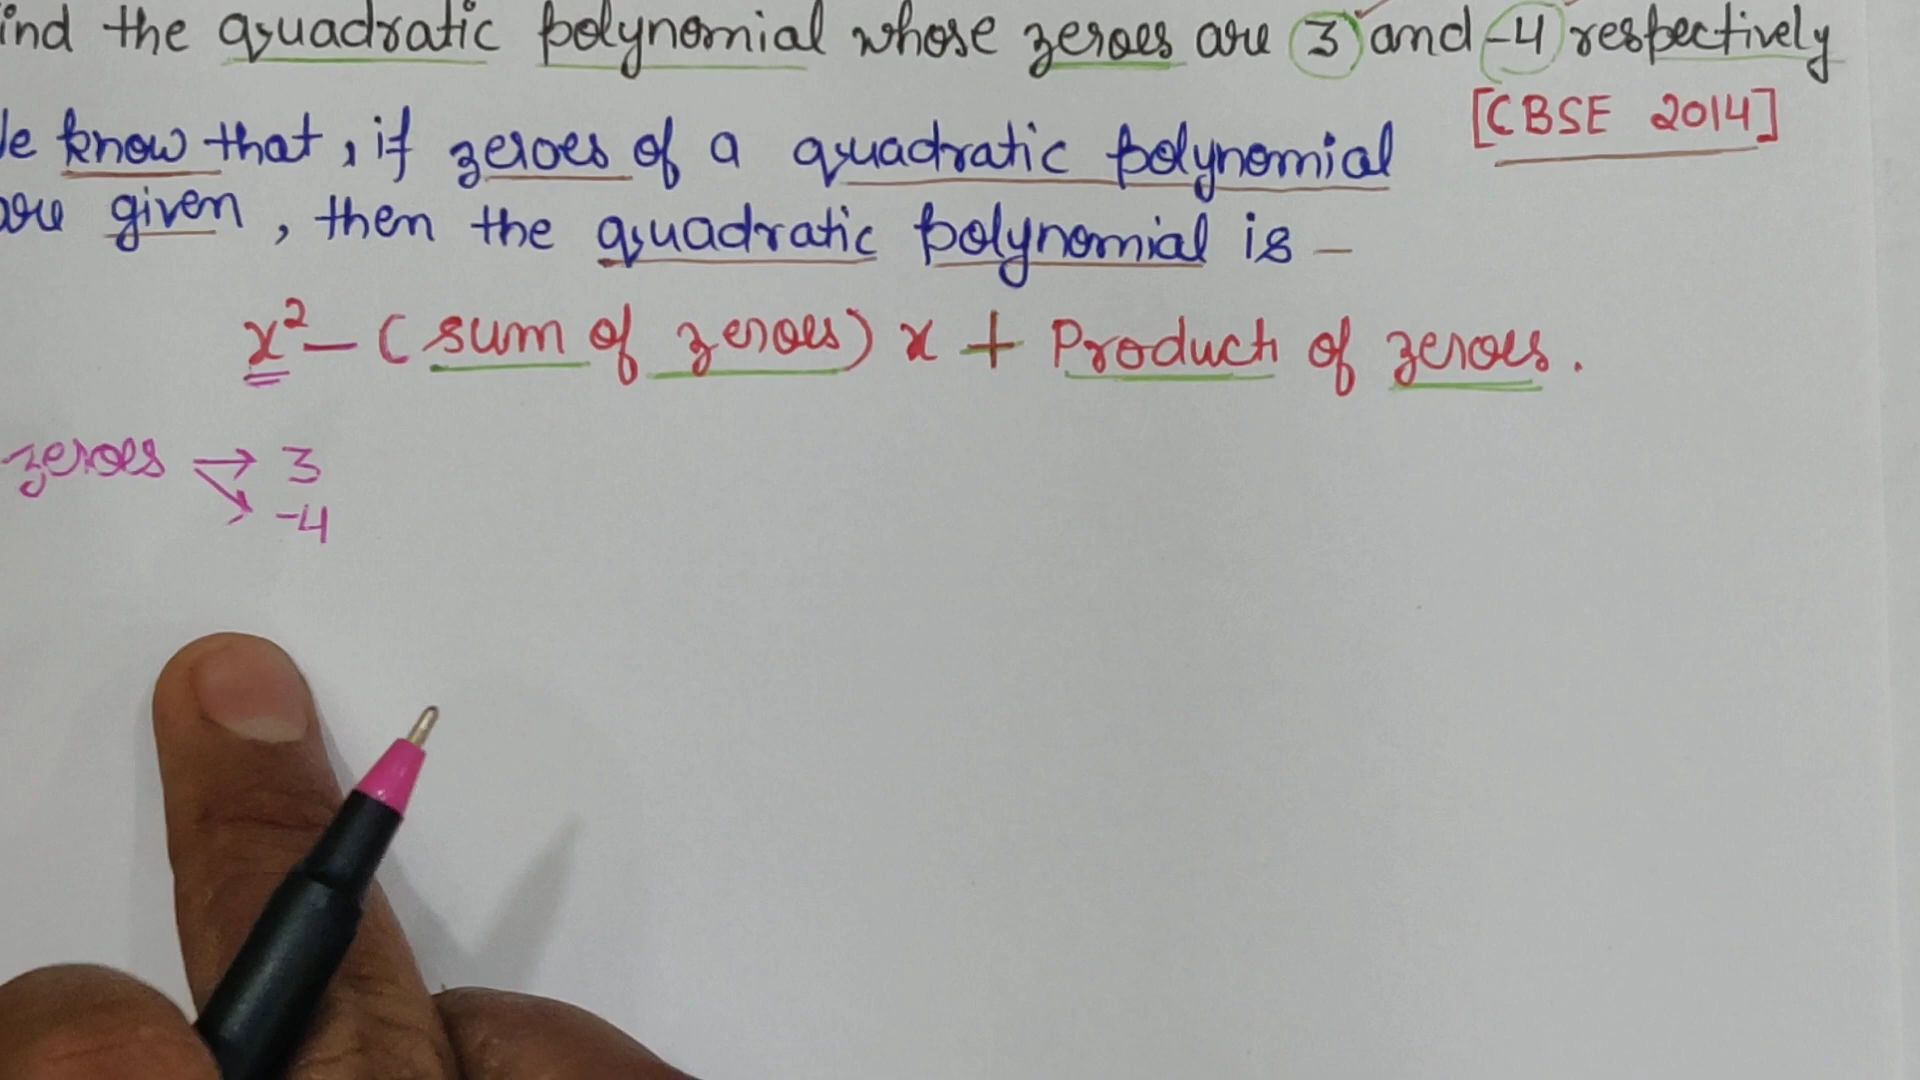 ind the quadratic polynomial whose zeroes are 3 and -4 respectively
[CBSE 2014]
le know that, if zeroes of a quadratic polynomial
are given, then the quadratic polynomial is –
x² – (sum of zeroes) x + Product of zeroes.
zeroes → 3
↘ -4